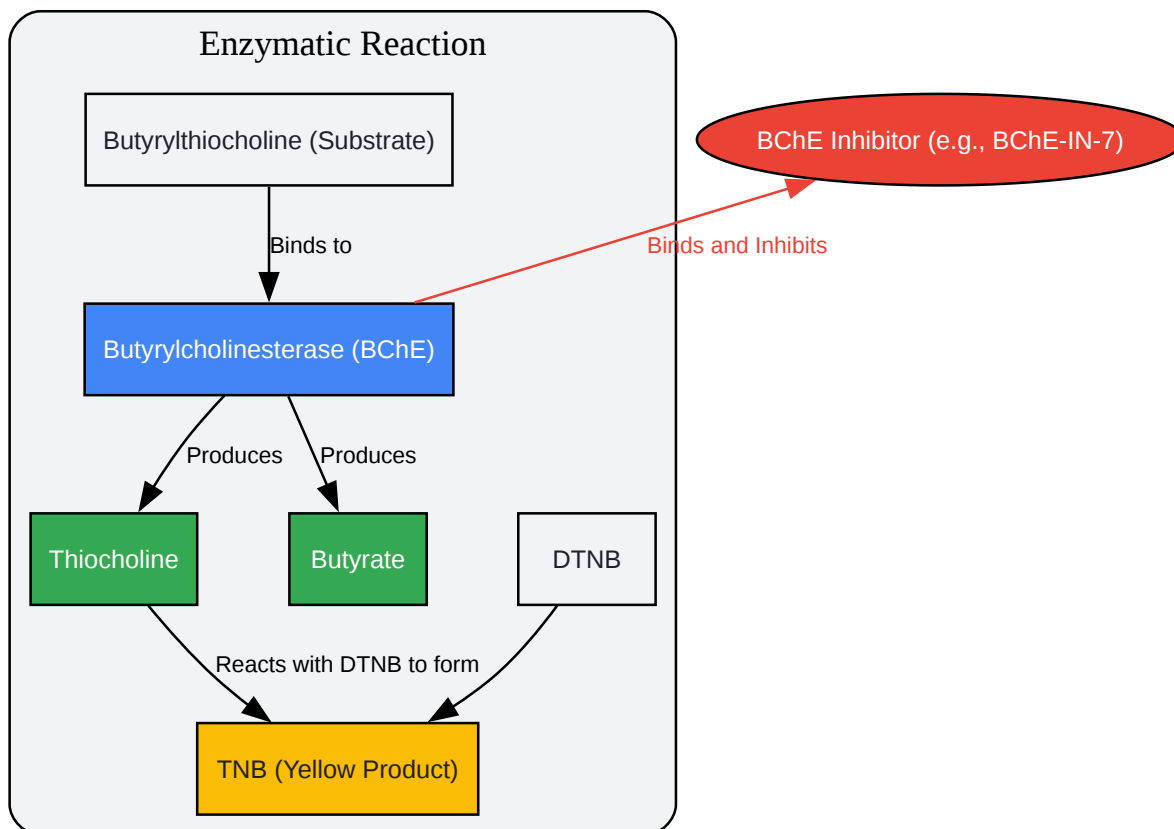 Enzymatic Reaction
Butyrylthiocholine (Substrate)
BChE Inhibitor (e.g., BChE-IN-7)
Binds to
Binds and Inhibits
Butyrylcholinesterase (BChE)
Produces
Produces
Thiocholine
Butyrate
DTNB
Reacts with DTNB to form
TNB (Yellow Product)